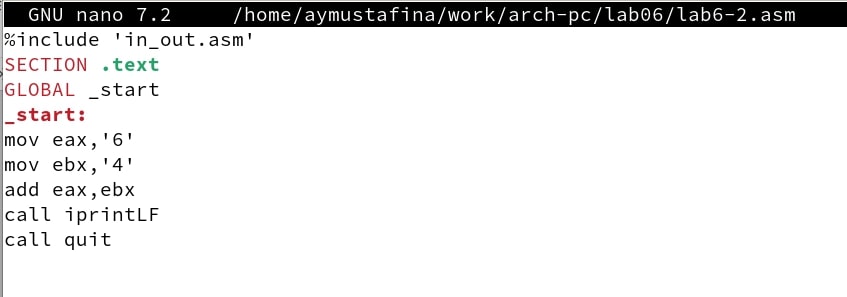 GNU nano 7.2 /home/aymustafina/work/arch-pc/lab06/lab6-2.asm
%include 'in_out.asm'
SECTION .text
GLOBAL _start
_start:
mov eax,'6'
mov ebx,'4'
add eax,ebx
call iprintLF
call quit